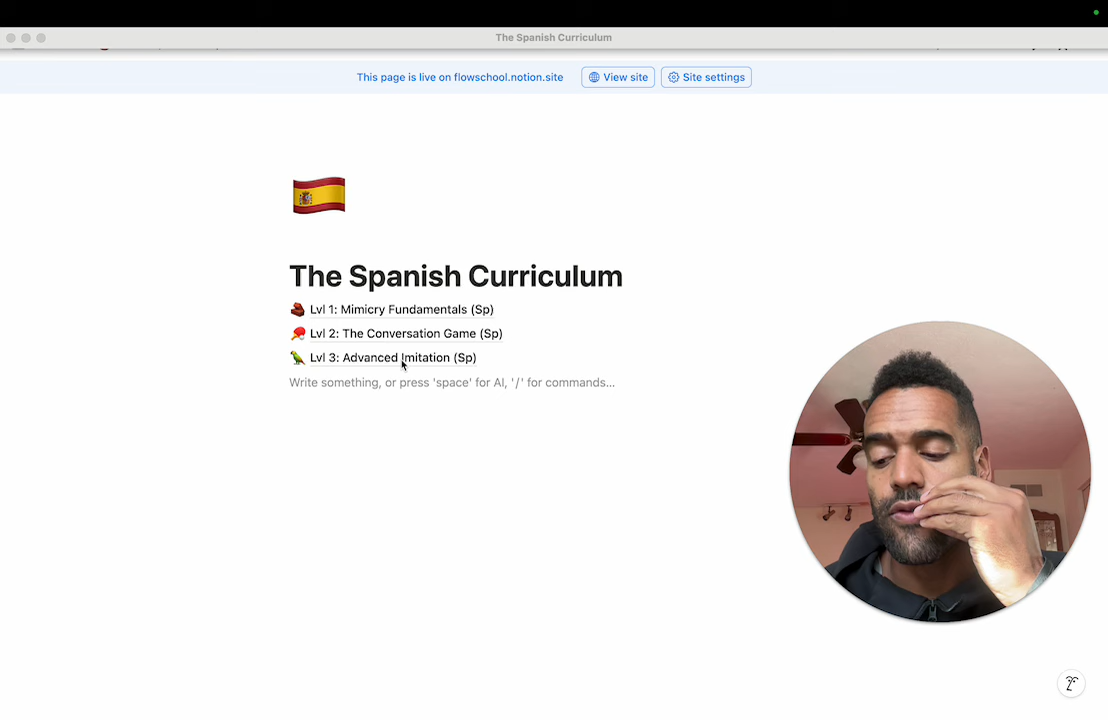 The Spanish Curriculum
This page is live on flowschool.notion.site
View site
Site settings
The Spanish Curriculum
Lvl 1: Mimicry Fundamentals (Sp)
Lvl 2: The Conversation Game (Sp)
Lvl 3: Advanced Imitation (Sp)
Write something, or press 'space' for AI, '/' for commands...